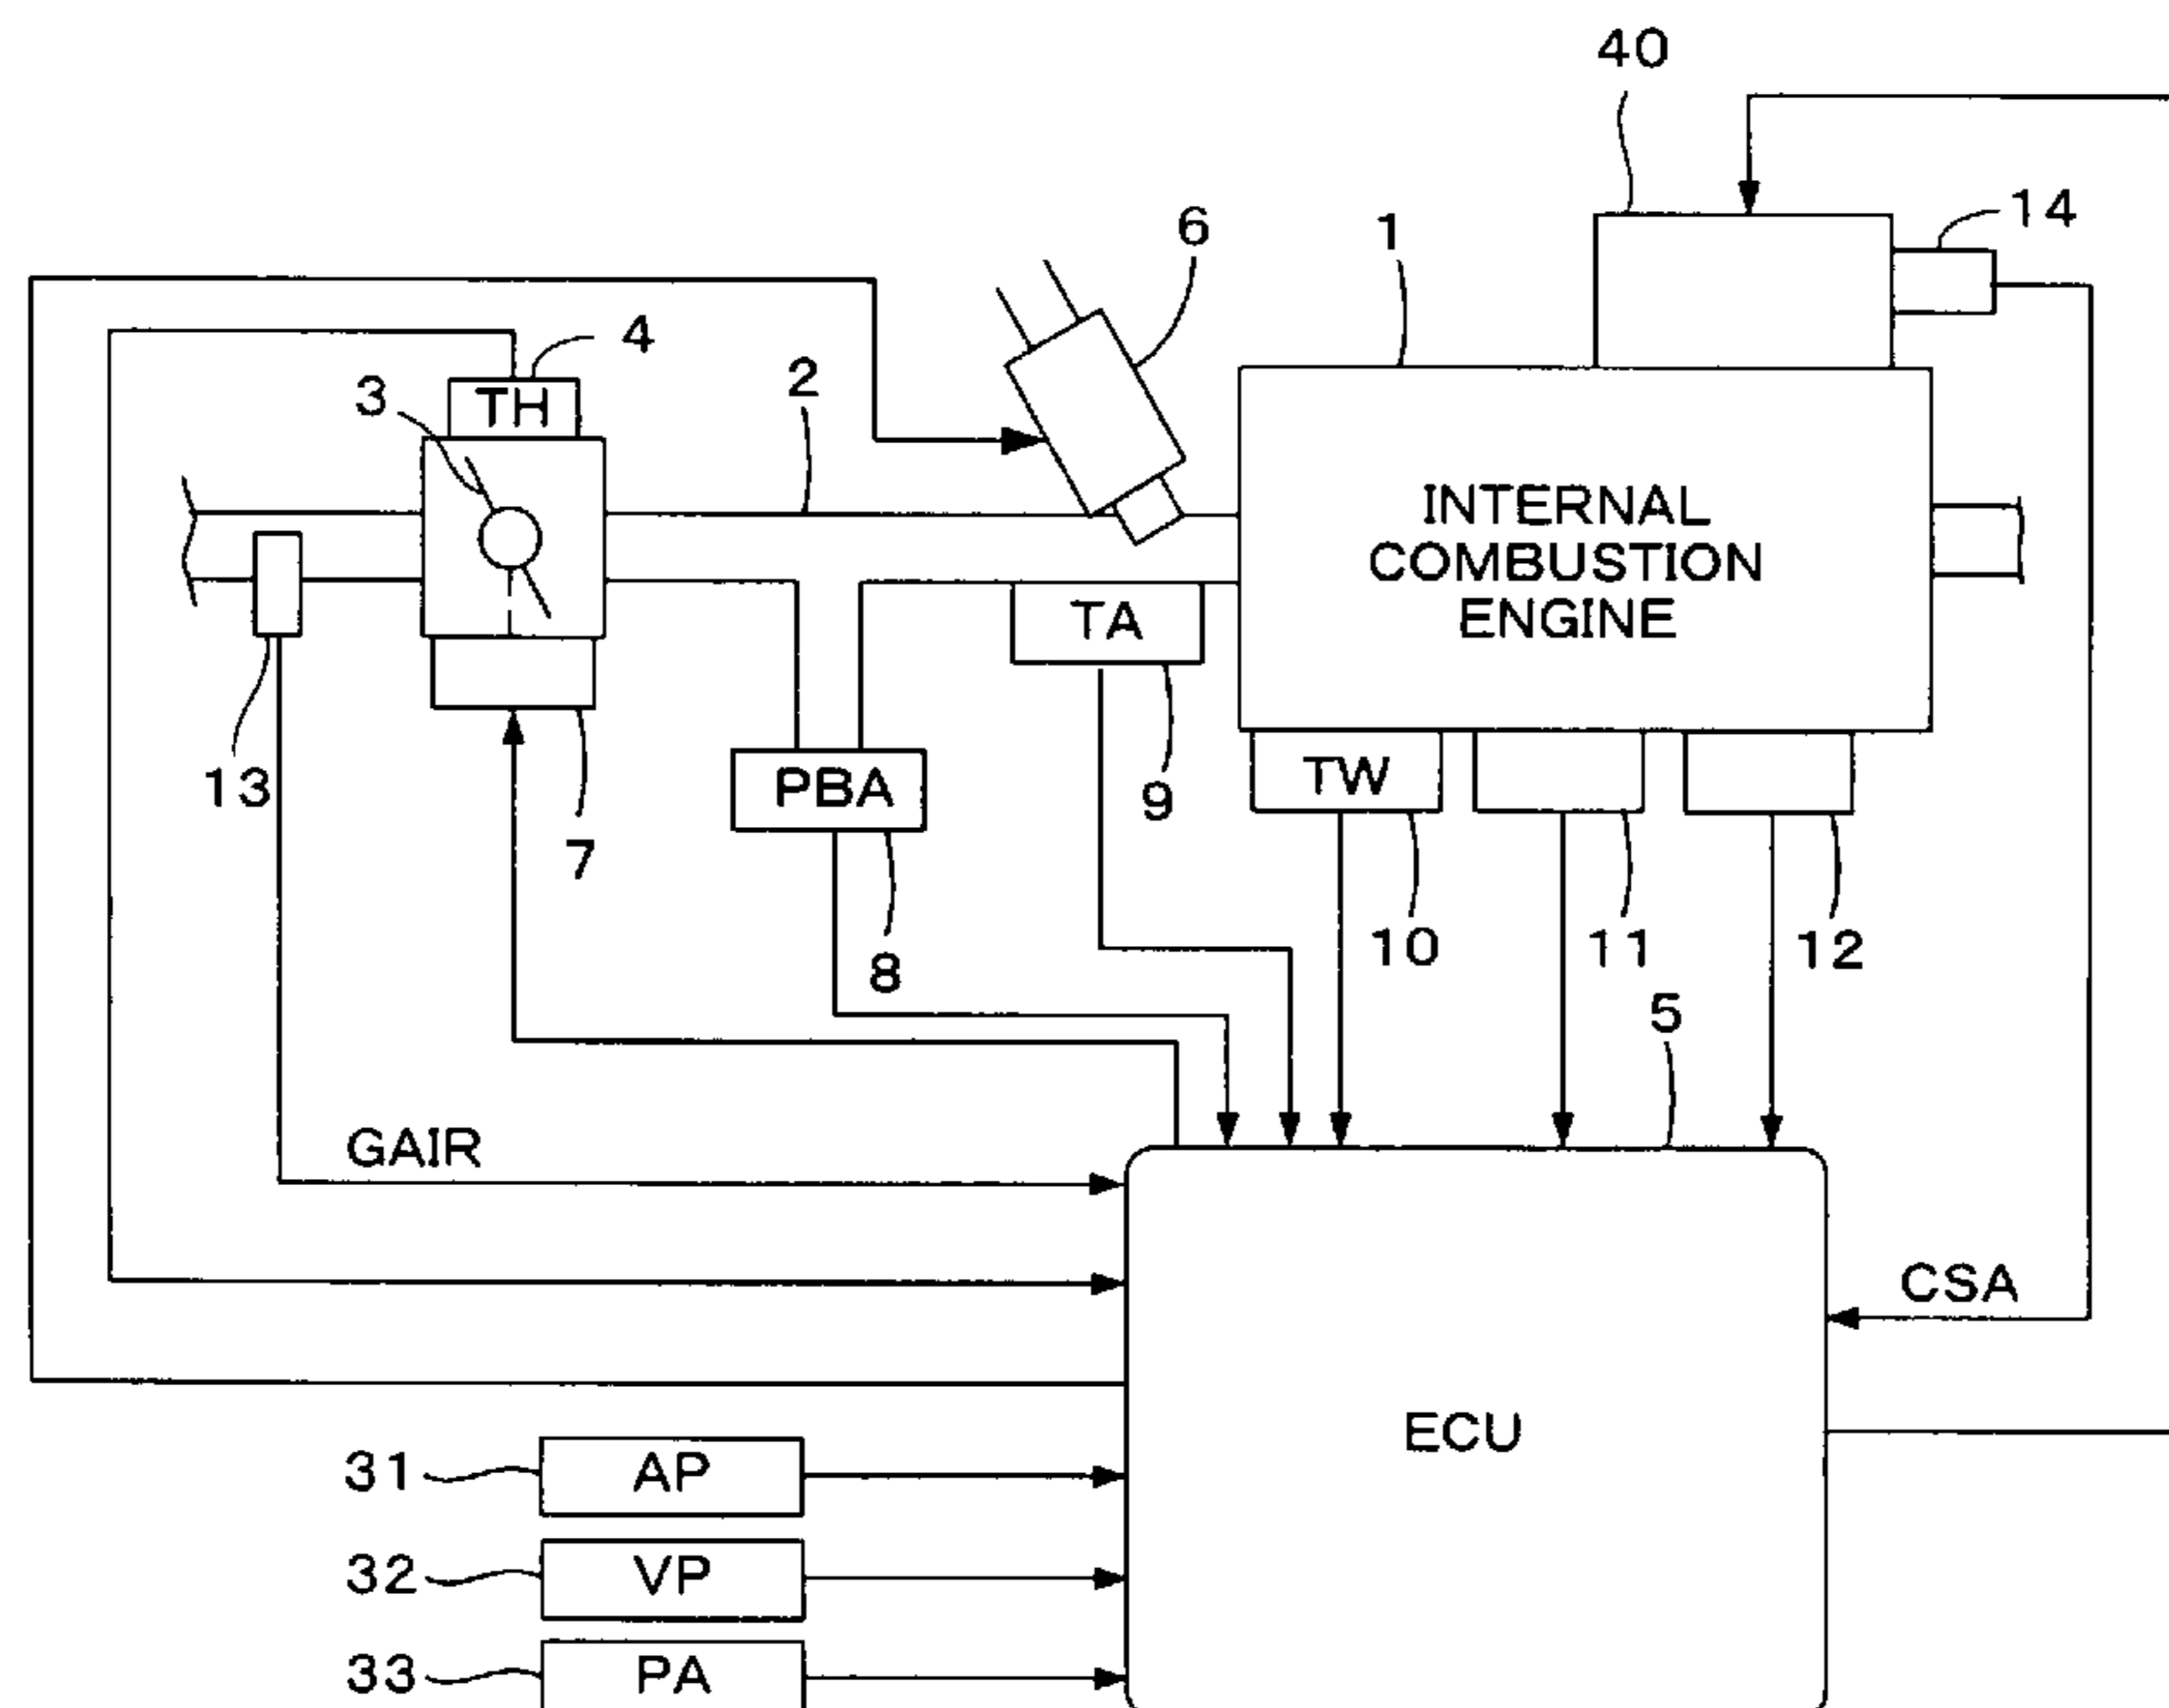 40
14
6
1
4
TH
3
2
INTERNAL
COMBUSTION
ENGINE
TA
13
PBA
TW
9
7
8
10
11
12
5
GAIR
CSA
ECU
31 AP
32 VP
33 PA